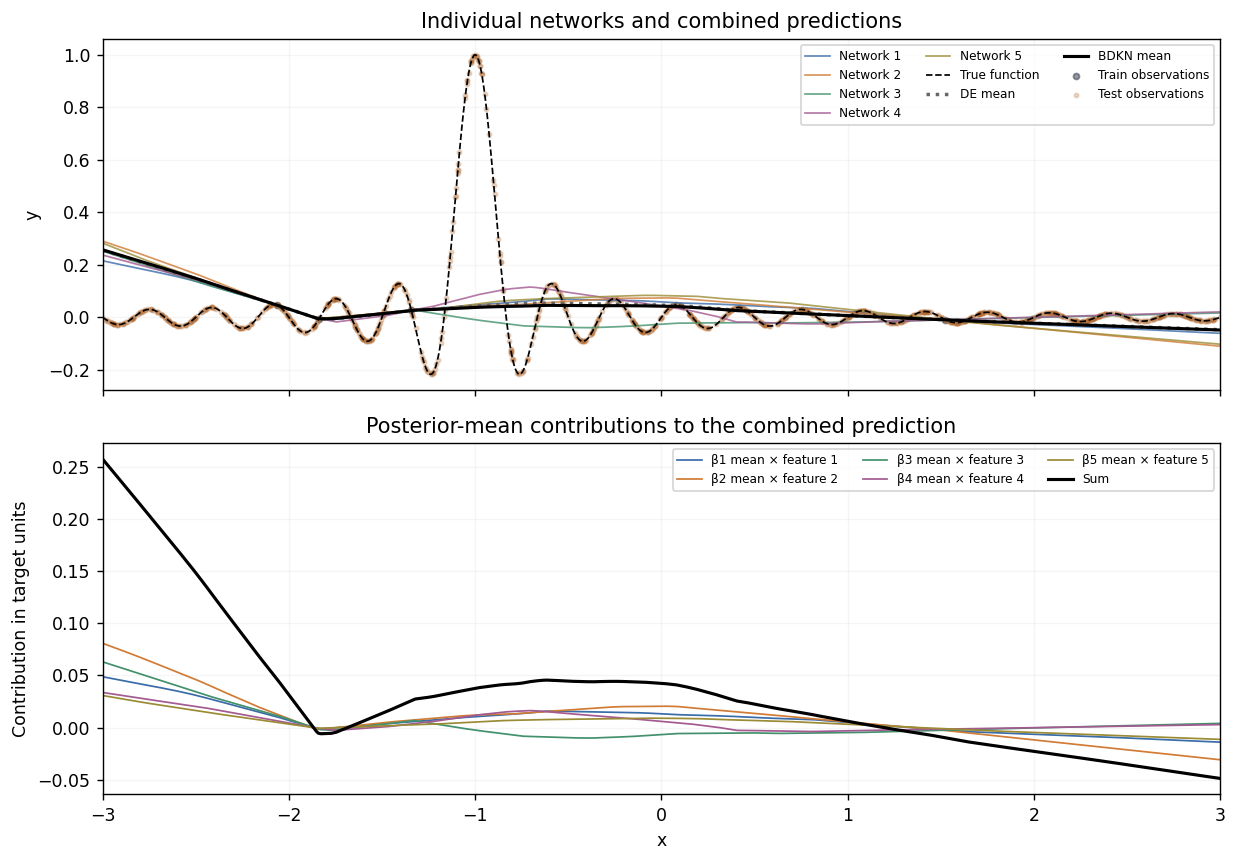 Individual networks and combined predictions
Network 1
Network 2
Network 3
Network 4
Network 5
True function
DE mean
BDKN mean
Train observations
Test observations
y
1.0
0.8
0.6
0.4
0.2
0.0
−0.2
Posterior-mean contributions to the combined prediction
β1 mean × feature 1
β2 mean × feature 2
β3 mean × feature 3
β4 mean × feature 4
β5 mean × feature 5
Sum
Contribution in target units
0.25
0.20
0.15
0.10
0.05
0.00
−0.05
−3 −2 −1 0 1 2 3
x